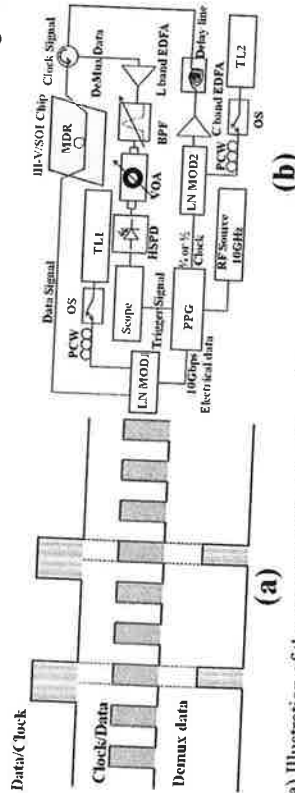 Data/Clock
Clock/Data
Demux data
(a)
Clock Signal
DeMux Data
III-V/SOI Chip
MDR
Data Signal
L band EDFA
BPF
VOA
HSPD
Scope
Trigger Signal
TL1
OS
PCW
LN MOD1
10Gbps
Electrical data
PPG
¼ or ½
Clock
RF Source
10GHz
LN MOD2
C band EDFA
Delay line
PCW
OS
TL2
(b)
a) Illustration of